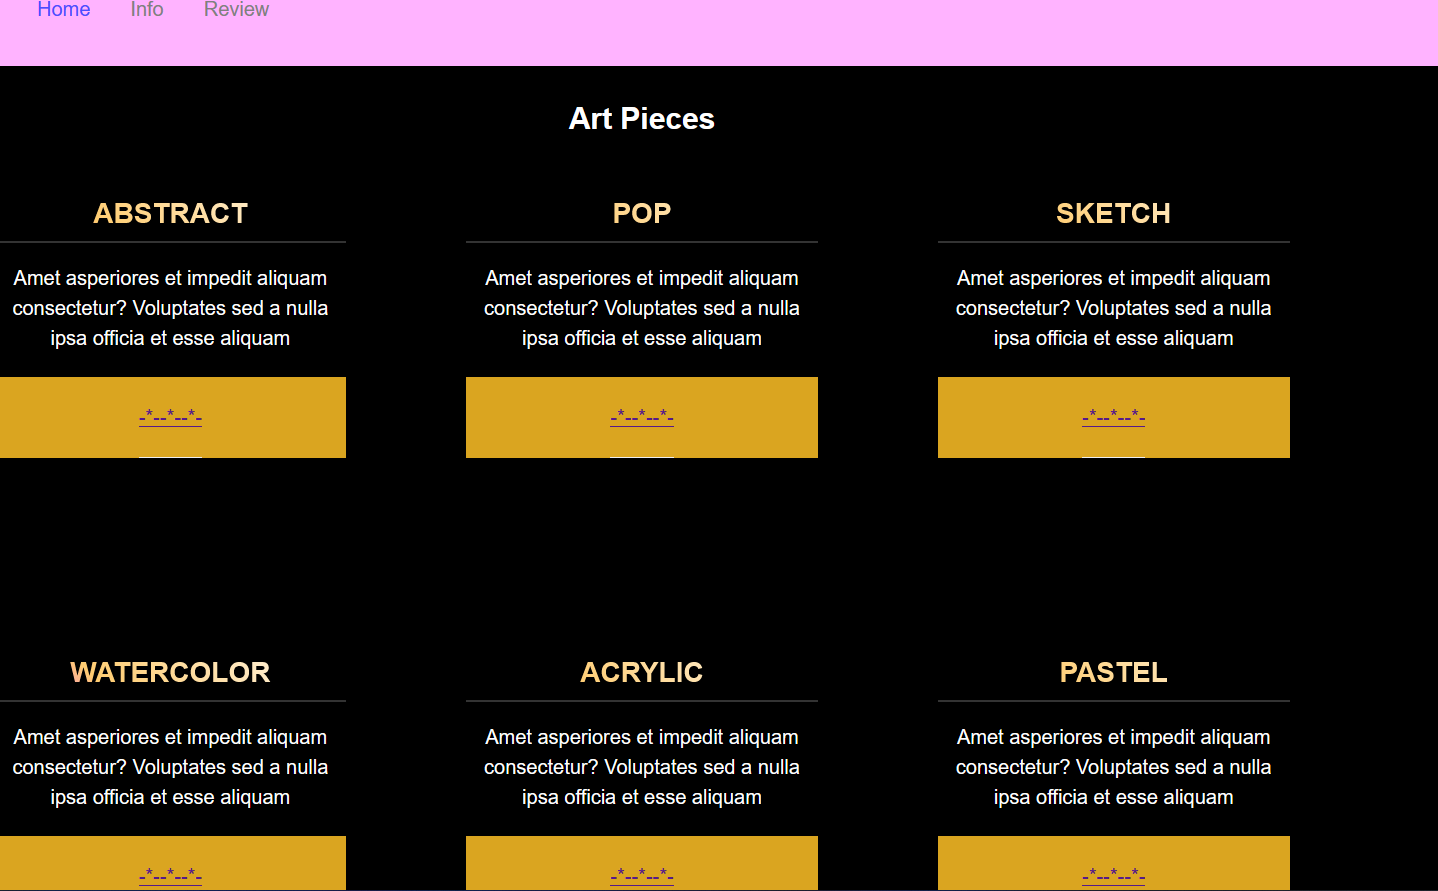 Home Info Review
Art Pieces
ABSTRACT
Amet asperiores et impedit aliquam
consectetur? Voluptates sed a nulla
ipsa officia et esse aliquam
-*--*--*-
POP
Amet asperiores et impedit aliquam
consectetur? Voluptates sed a nulla
ipsa officia et esse aliquam
-*--*--*-
SKETCH
Amet asperiores et impedit aliquam
consectetur? Voluptates sed a nulla
ipsa officia et esse aliquam
-*--*--*-
WATERCOLOR
Amet asperiores et impedit aliquam
consectetur? Voluptates sed a nulla
ipsa officia et esse aliquam
-*--*--*-
ACRYLIC
Amet asperiores et impedit aliquam
consectetur? Voluptates sed a nulla
ipsa officia et esse aliquam
-*--*--*-
PASTEL
Amet asperiores et impedit aliquam
consectetur? Voluptates sed a nulla
ipsa officia et esse aliquam
-*--*--*-